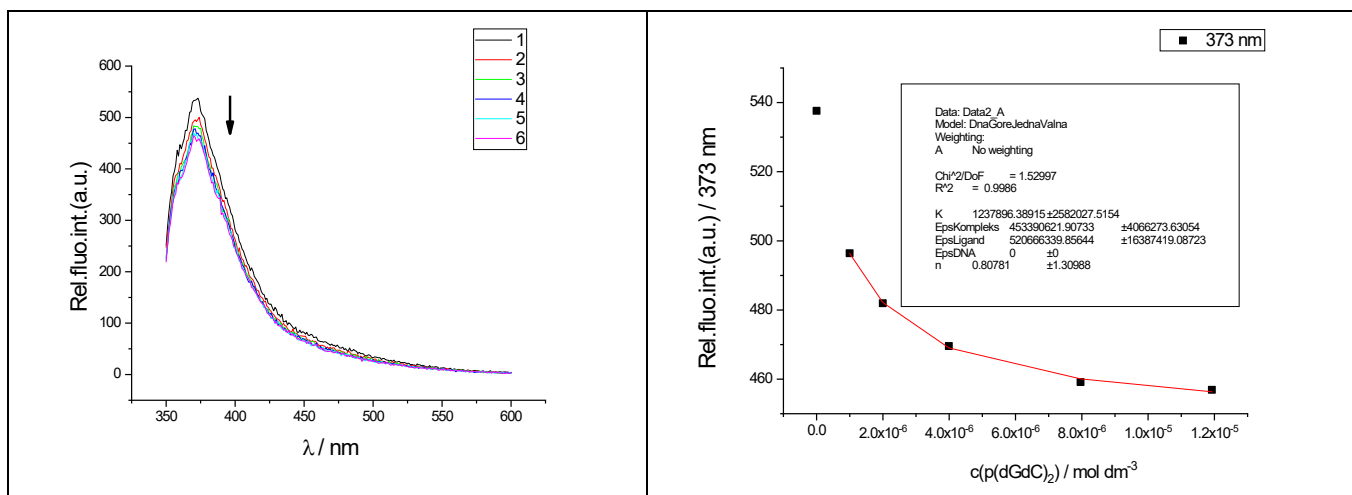 1
2
3
4
5
6
600
500
400
300
200
100
0
Rel.fluo.int.(a.u.)
350 400 450 500 550 600
λ / nm
373 nm
Data: Data2_A
Model: DnaGoreJednaValna
Weighting:
A No weighting
Chi^2/DoF = 1.52997
R^2 = 0.9986
K 1237896.38915 ±2582027.5154
EpsKompleks 453390621.90733 ±4066273.63054
EpsLigand 520666339.85644 ±16387419.08723
EpsDNA 0 ±0
n 0.80781 ±1.30988
540
520
500
480
460
Rel.fluo.int.(a.u.) / 373 nm
0.0 2.0x10⁻⁶ 4.0x10⁻⁶ 6.0x10⁻⁶ 8.0x10⁻⁶ 1.0x10⁻⁵ 1.2x10⁻⁵
c(p(dGdC)₂) / mol dm⁻³